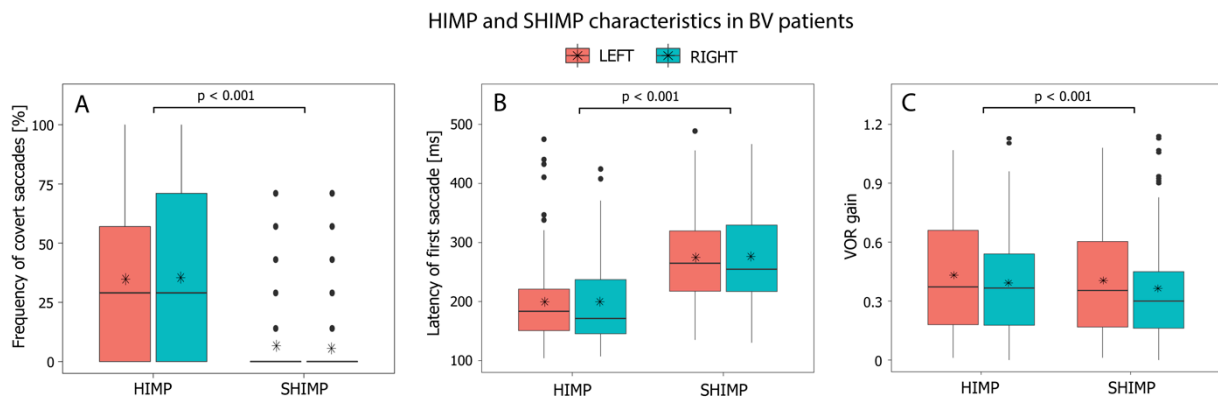 HIMP and SHIMP characteristics in BV patients
LEFT RIGHT
A
p < 0.001
Frequency of covert saccades [%]
100
75
50
25
0
HIMP SHIMP
B
p < 0.001
Latency of first saccade [ms]
500
400
300
200
100
HIMP SHIMP
C
p < 0.001
VOR gain
1.2
0.9
0.6
0.3
0
HIMP SHIMP